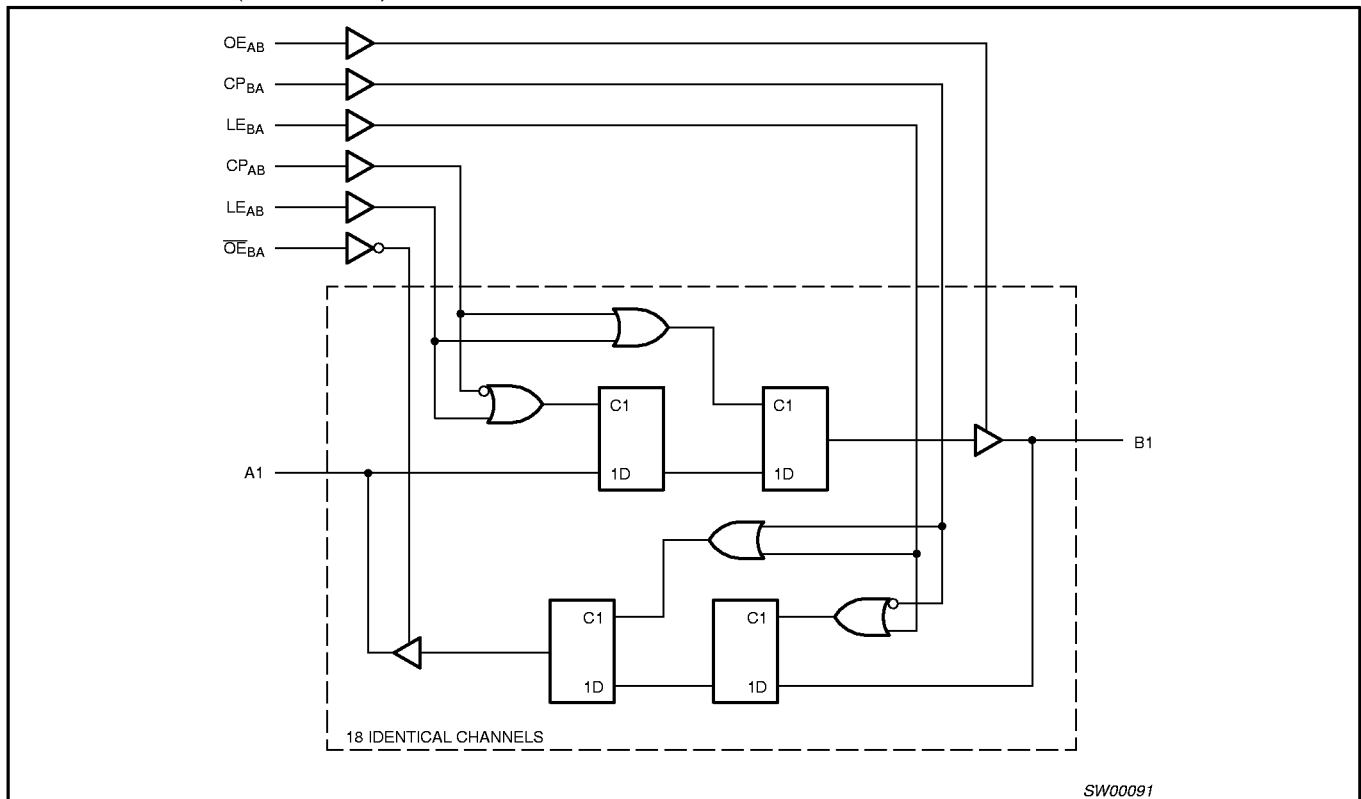 OEAB
CPBA
LEBA
CPAB
LEAB
OEBA
C1
C1
1D
1D
A1
B1
C1
C1
1D
1D
18 IDENTICAL CHANNELS
SW00091